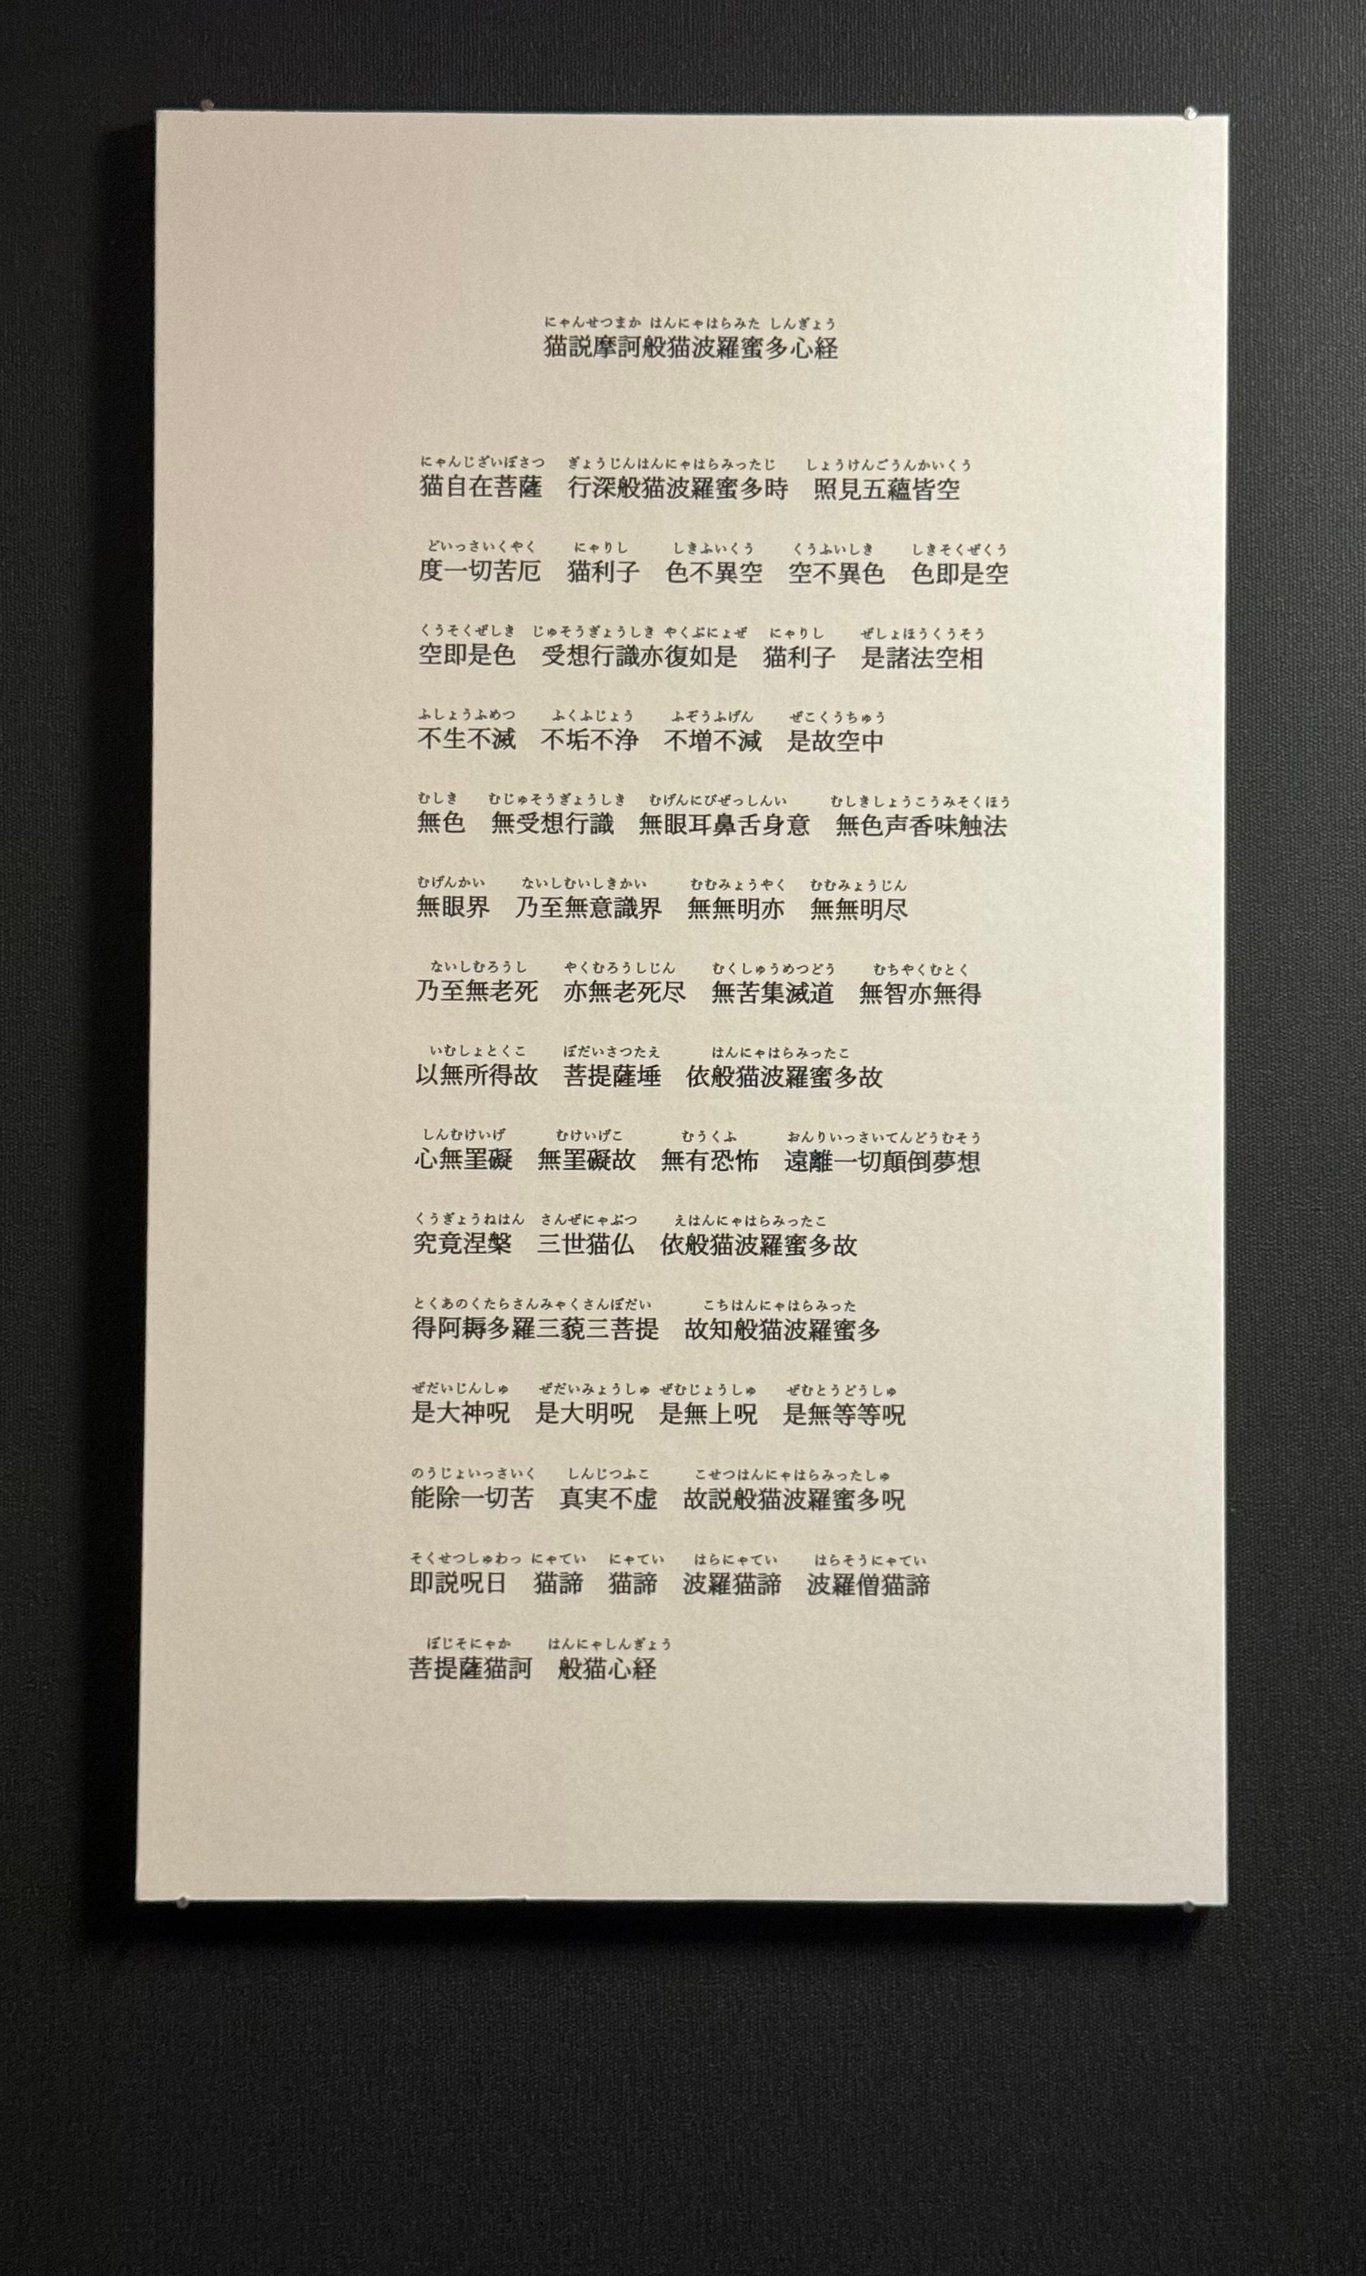 にゃんせつまか はんにゃはらみた しんぎょう
猫説摩訶般猫波羅蜜多心経
にゃんじざいぼさつ ぎょうじんはんにゃはらみったじ しょうけんごうんかいくう
猫自在菩薩 行深般猫波羅蜜多時 照見五蘊皆空
どいっさいくやく にゃりし しきふいくう くうふいしき しきそくぜくう
度一切苦厄 猫利子 色不異空 空不異色 色即是空
くうそくぜしき じゅそうぎょうしき やくぶにょぜ にゃりし ぜしょほうくうそう
空即是色 受想行識亦復如是 猫利子 是諸法空相
ふしょうふめつ ふくふじょう ふぞうふげん ぜこくうちゅう
不生不滅 不垢不浄 不増不減 是故空中
むしき むじゅそうぎょうしき むげんにびぜっしんい むしきしょうこうみそくほう
無色 無受想行識 無眼耳鼻舌身意 無色声香味触法
むげんかい ないしむいしきかい むむみょうやく むむみょうじん
無眼界 乃至無意識界 無無明亦 無無明尽
ないしむろうし やくむろうしじん むくしゅうめつどう むちやくむとく
乃至無老死 亦無老死尽 無苦集滅道 無智亦無得
いむしょとくこ ぼだいさつたえ はんにゃはらみったこ
以無所得故 菩提薩埵 依般猫波羅蜜多故
しんむけいげ むけいげこ むうくふ おんりいっさいてんどうむそう
心無罣礙 無罣礙故 無有恐怖 遠離一切顛倒夢想
くうぎょうねはん さんぜにゃぶつ えはんにゃはらみったこ
究竟涅槃 三世猫仏 依般猫波羅蜜多故
とくあのくたらさんみゃくさんぼだい こちはんにゃはらみった
得阿耨多羅三藐三菩提 故知般猫波羅蜜多
ぜだいじんしゅ ぜだいみょうしゅ ぜむじょうしゅ ぜむとうどうしゅ
是大神呪 是大明呪 是無上呪 是無等等呪
のうじょいっさいく しんじつふこ こせつはんにゃはらみったしゅ
能除一切苦 真実不虚 故説般猫波羅蜜多呪
そくせつしゅわっ にゃてい にゃてい はらにゃてい はらそうにゃてい
即説呪日 猫諦 猫諦 波羅猫諦 波羅僧猫諦
ぼじそにゃか はんにゃしんぎょう
菩提薩猫訶 般猫心経